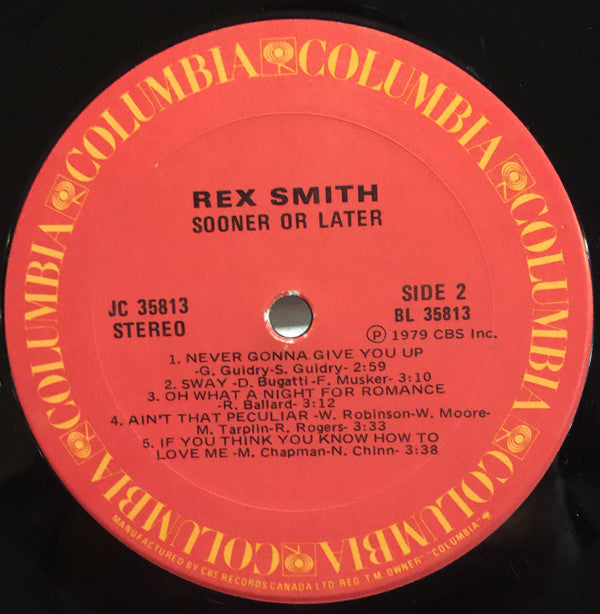 COLUMBIA COLUMBIA COLUMBIA COLUMBIA COLUMBIA COLUMBIA
REX SMITH
SOONER OR LATER
JC 35813
STEREO
SIDE 2
BL 35813
℗ 1979 CBS Inc.
1. NEVER GONNA GIVE YOU UP
-G. Guidry-S. Guidry- 2:59
2. SWAY -D. Bugatti-F. Musker- 3:10
3. OH WHAT A NIGHT FOR ROMANCE
-R. Ballard- 3:12
4. AIN'T THAT PECULIAR -W. Robinson-W. Moore-
M. Tarplin-R. Rogers- 3:33
5. IF YOU THINK YOU KNOW HOW TO
LOVE ME -M. Chapman-N. Chinn- 3:38
MANUFACTURED BY CBS RECORDS CANADA LTD. REG. T.M. OWNER "COLUMBIA"